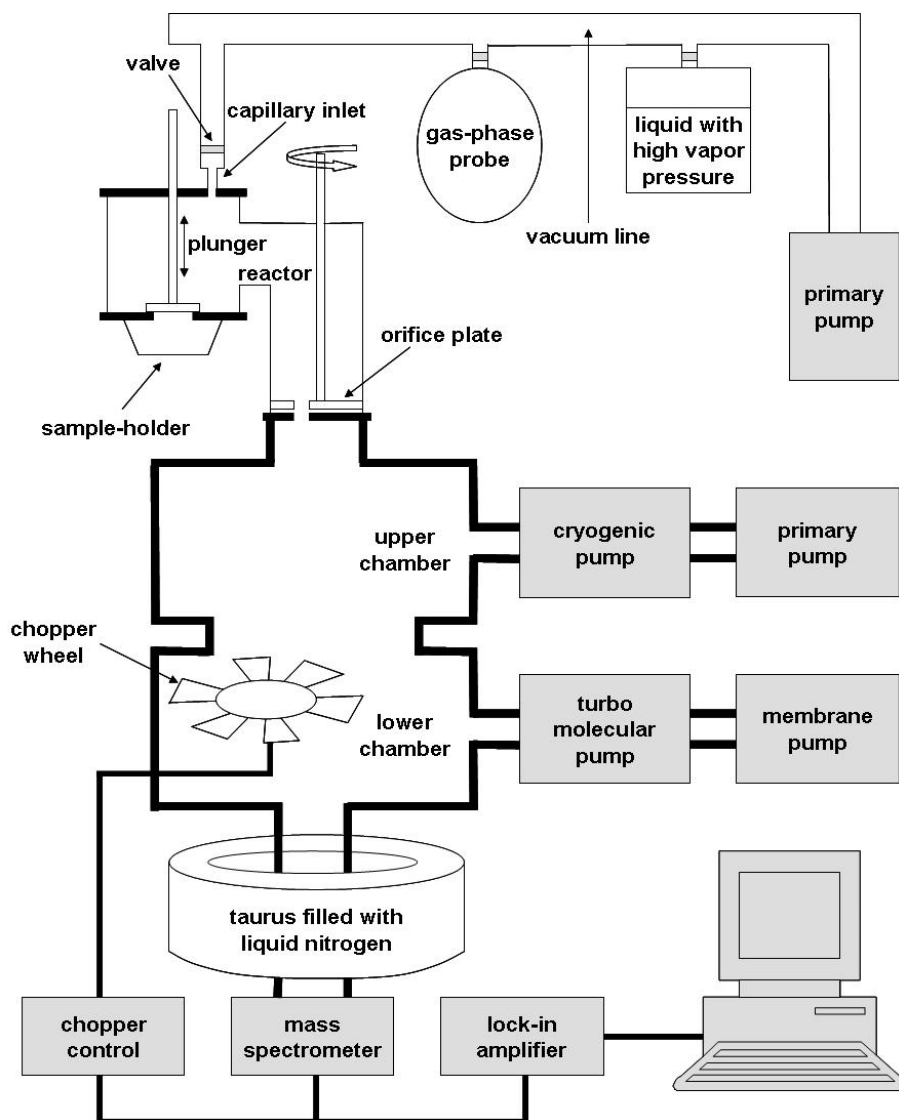 valve
capillary inlet
gas-phase
probe
liquid with
high vapor
pressure
plunger
vacuum line
reactor
primary
pump
orifice plate
sample-holder
upper
chamber
cryogenic
pump
primary
pump
chopper
wheel
lower
chamber
turbo
molecular
pump
membrane
pump
taurus filled with
liquid nitrogen
chopper
control
mass
spectrometer
lock-in
amplifier